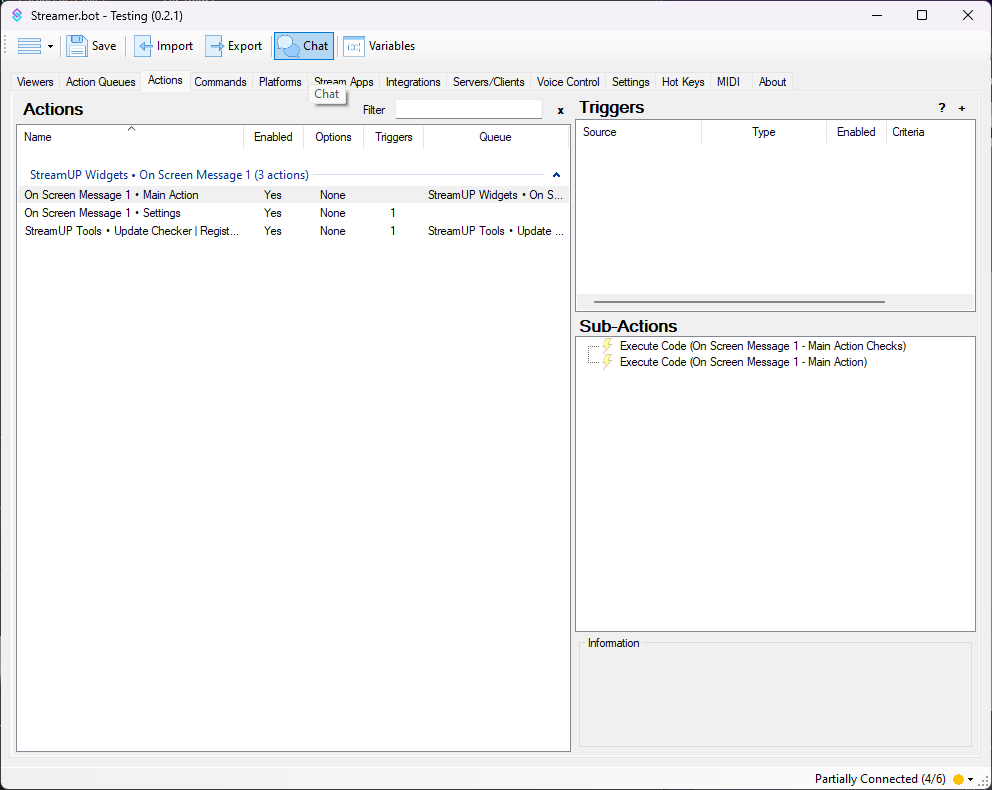 Streamer.bot - Testing (0.2.1)
Save Import Export Chat Variables
Viewers Action Queues Actions Commands Platforms Stream Apps Integrations Servers/Clients Voice Control Settings Hot Keys MIDI About
Chat
Actions Filter x
Name Enabled Options Triggers Queue
StreamUP Widgets • On Screen Message 1 (3 actions)
On Screen Message 1 • Main Action Yes None StreamUP Widgets • On S...
On Screen Message 1 • Settings Yes None 1
StreamUP Tools • Update Checker | Regist... Yes None 1 StreamUP Tools • Update ...
Triggers ? +
Source Type Enabled Criteria
Sub-Actions
Execute Code (On Screen Message 1 - Main Action Checks)
Execute Code (On Screen Message 1 - Main Action)
Information
Partially Connected (4/6)